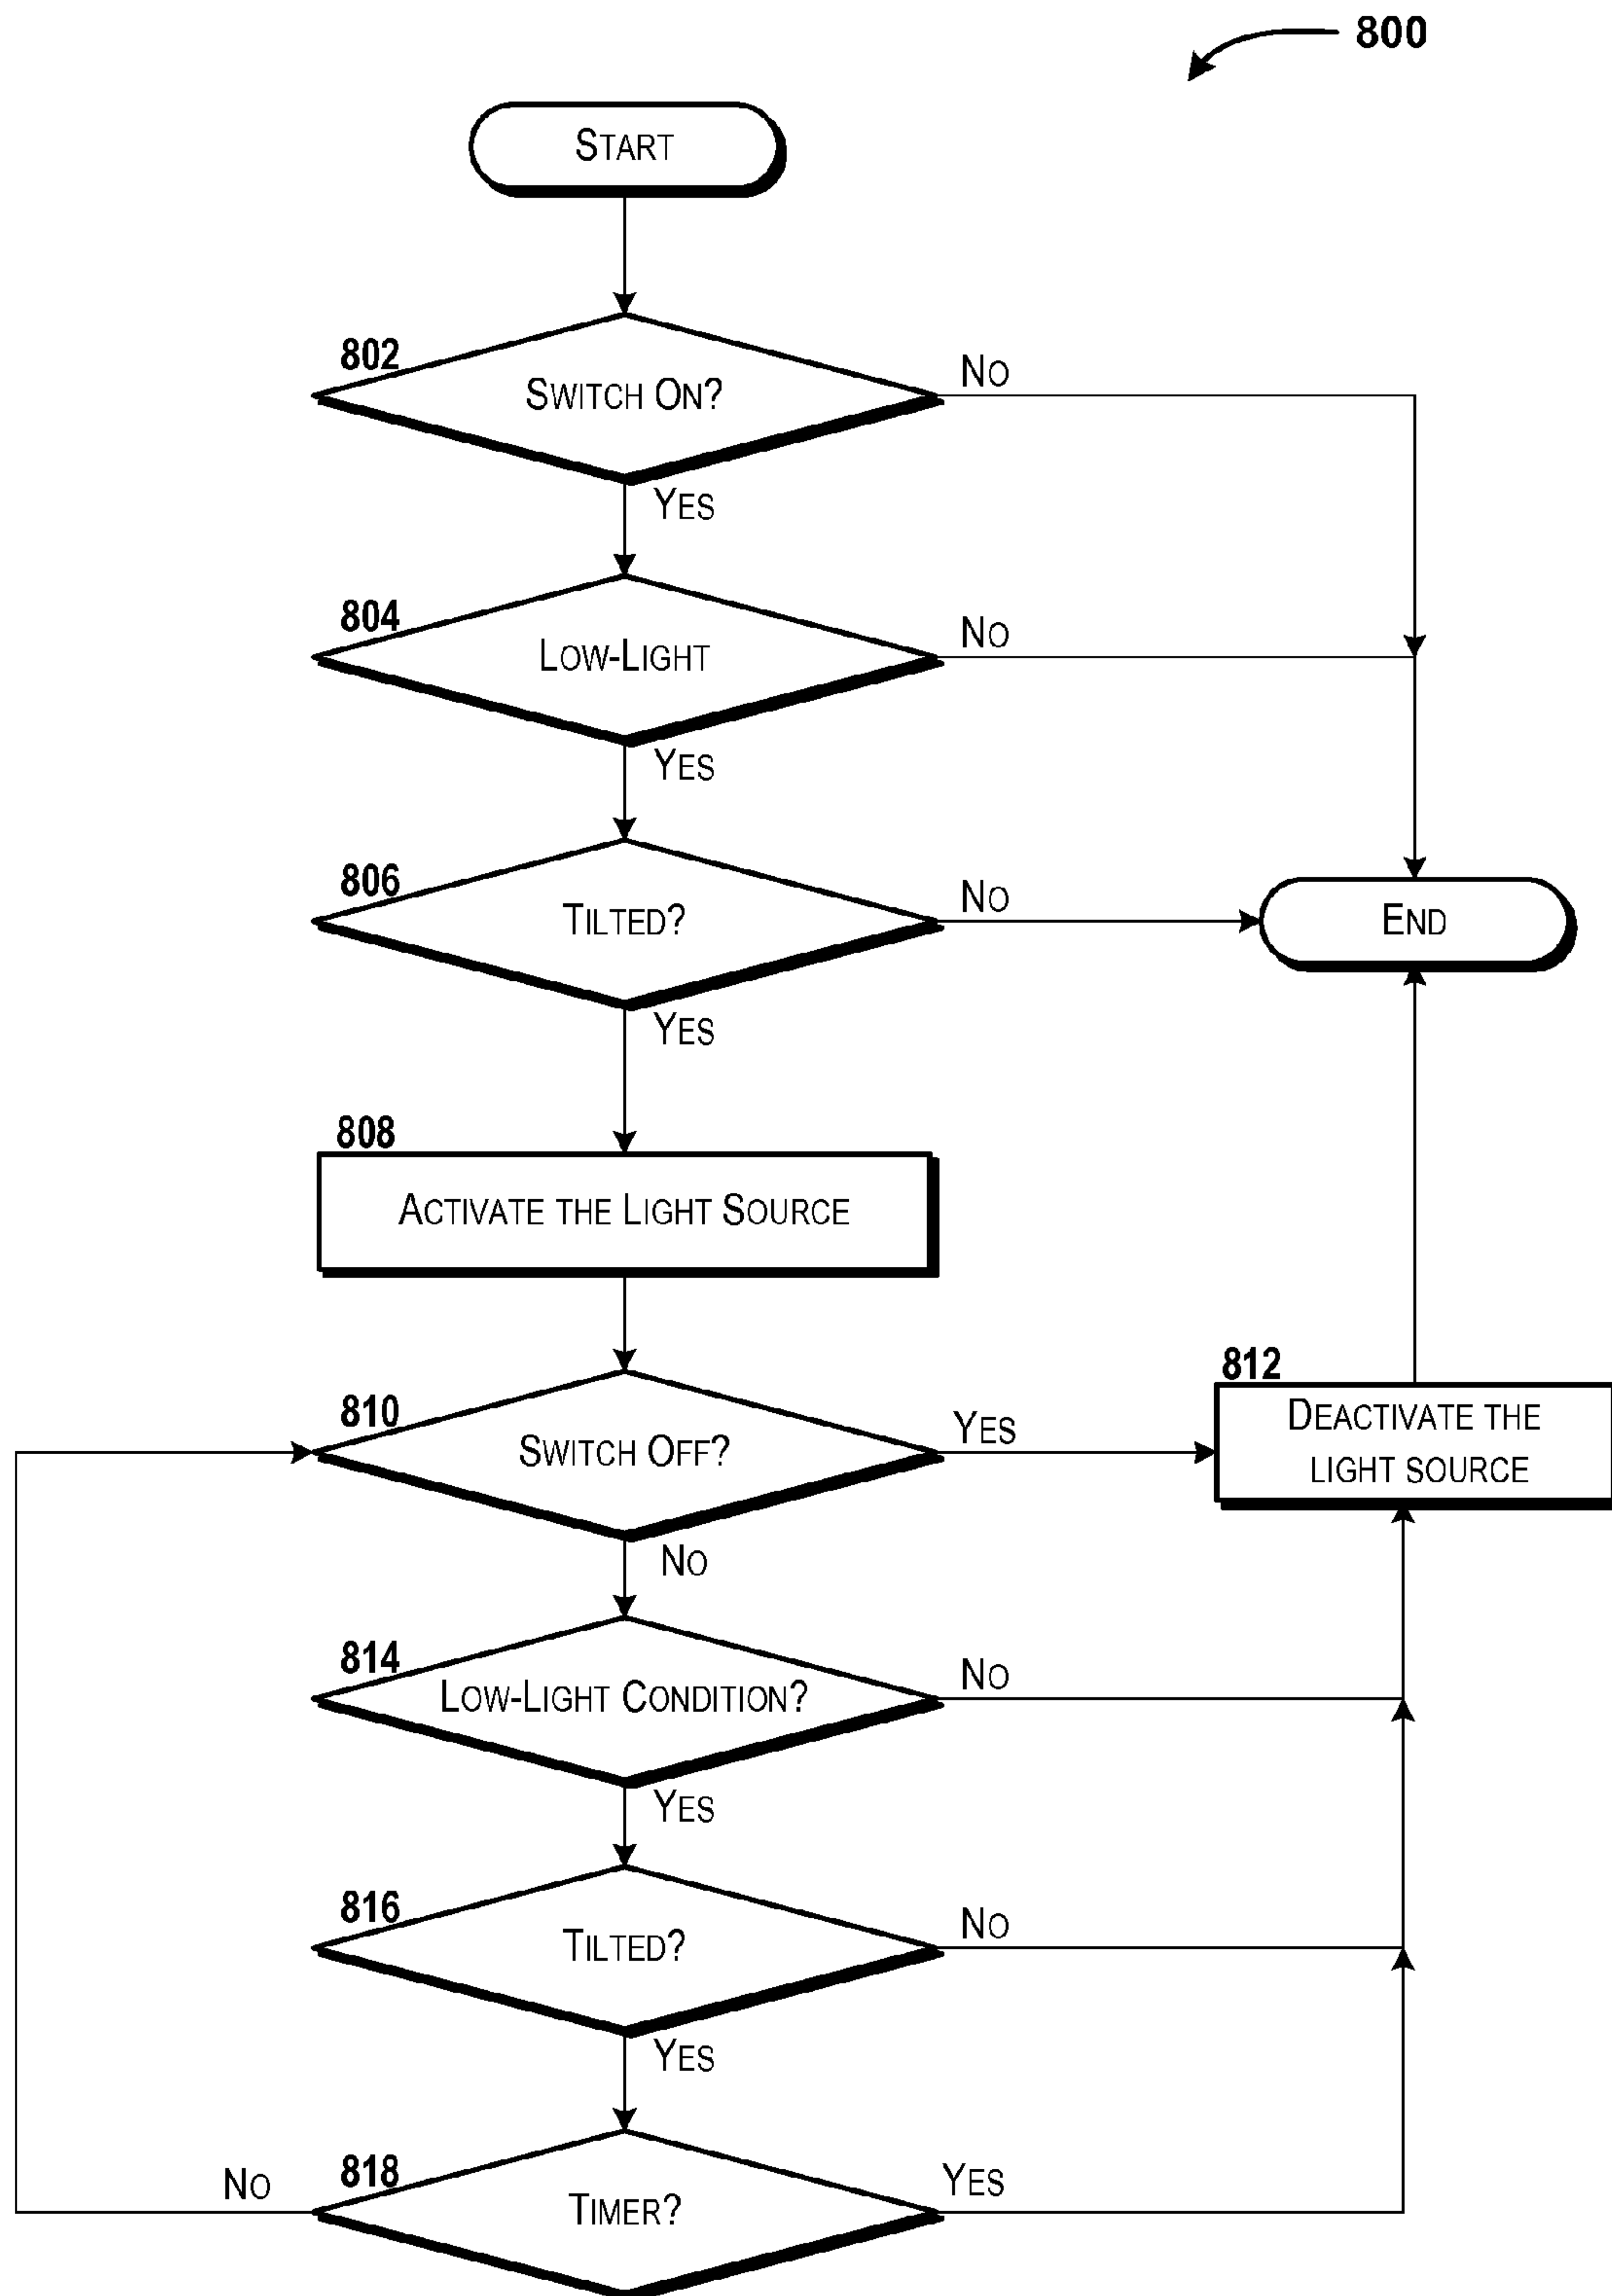 800
START
802
SWITCH ON?
NO
YES
804
LOW-LIGHT
NO
YES
806
TILTED?
NO
END
YES
808
ACTIVATE THE LIGHT SOURCE
810
SWITCH OFF?
YES
812
DEACTIVATE THE
LIGHT SOURCE
NO
814
LOW-LIGHT CONDITION?
NO
YES
816
TILTED?
NO
YES
818
TIMER?
NO
YES